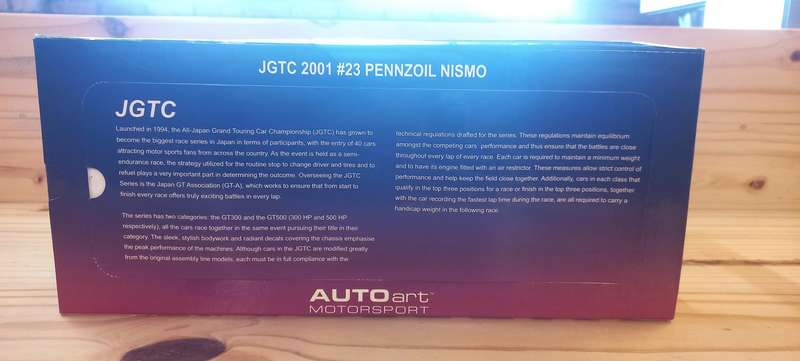 JGTC 2001 #23 PENNZOIL NISMO
JGTC
Launched in 1994, the All-Japan Grand Touring Car Championship (JGTC) has grown to
become the biggest race series in Japan in terms of participants, with the entry of 40 cars
attracting motor sports fans from across the country. As the event is held as a semi-
endurance race, the strategy utilized for the routine stop to change driver and tires and to
refuel plays a very important part in determining the outcome. Overseeing the JGTC
Series is the Japan GT Association (GT-A), which works to ensure that from start to
finish every race offers truly exciting battles in every lap.
The series has two categories: the GT300 and the GT500 (300 HP and 500 HP
respectively), all the cars race together in the same event pursuing their title in their
category. The sleek, stylish bodywork and radiant decals covering the chassis emphasise
the peak performance of the machines. Although cars in the JGTC are modified greatly
from the original assembly line models, each must be in full compliance with the
technical regulations drafted for the series. These regulations maintain equilibrium
amongst the competing cars' performance and thus ensure that the battles are close
throughout every lap of every race. Each car is required to maintain a minimum weight
and to have its engine fitted with an air restrictor. These measures allow strict control of
performance and help keep the field close together. Additionally, cars in each class that
qualify in the top three positions for a race or finish in the top three positions, together
with the car recording the fastest lap time during the race, are all required to carry a
handicap weight in the following race.
AUTOart™
MOTORSPORT